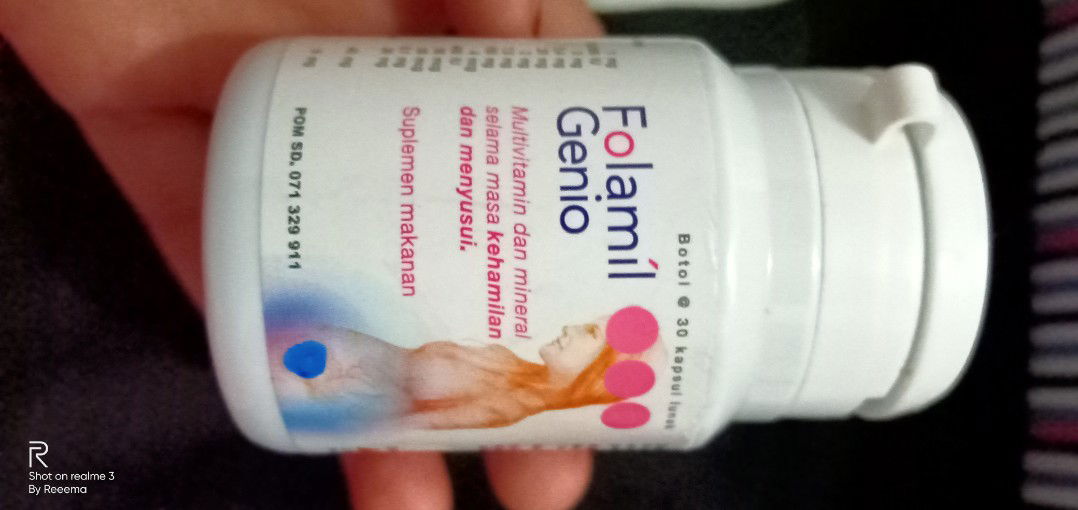 Botol @ 30 kapsul lunak
Folamíl
Genio
Multivitamin dan mineral
selama masa kehamilan
dan menyusui.
Suplemen makanan
POM SD. 071 329 911
Shot on realme 3
By Reeema